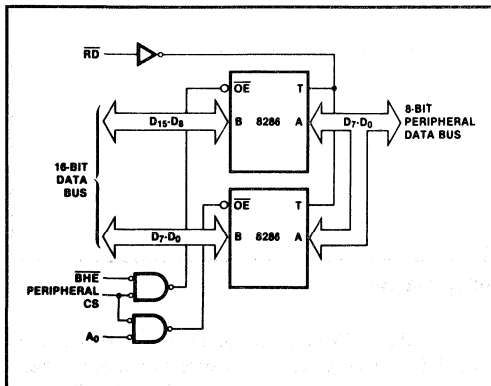 RD
OE T
B 8286 A
D15-D8
D7-D0
8-BIT
PERIPHERAL
DATA BUS
16-BIT
DATA
BUS
OE T
B 8286 A
D7-D0
BHE
PERIPHERAL
CS
A0